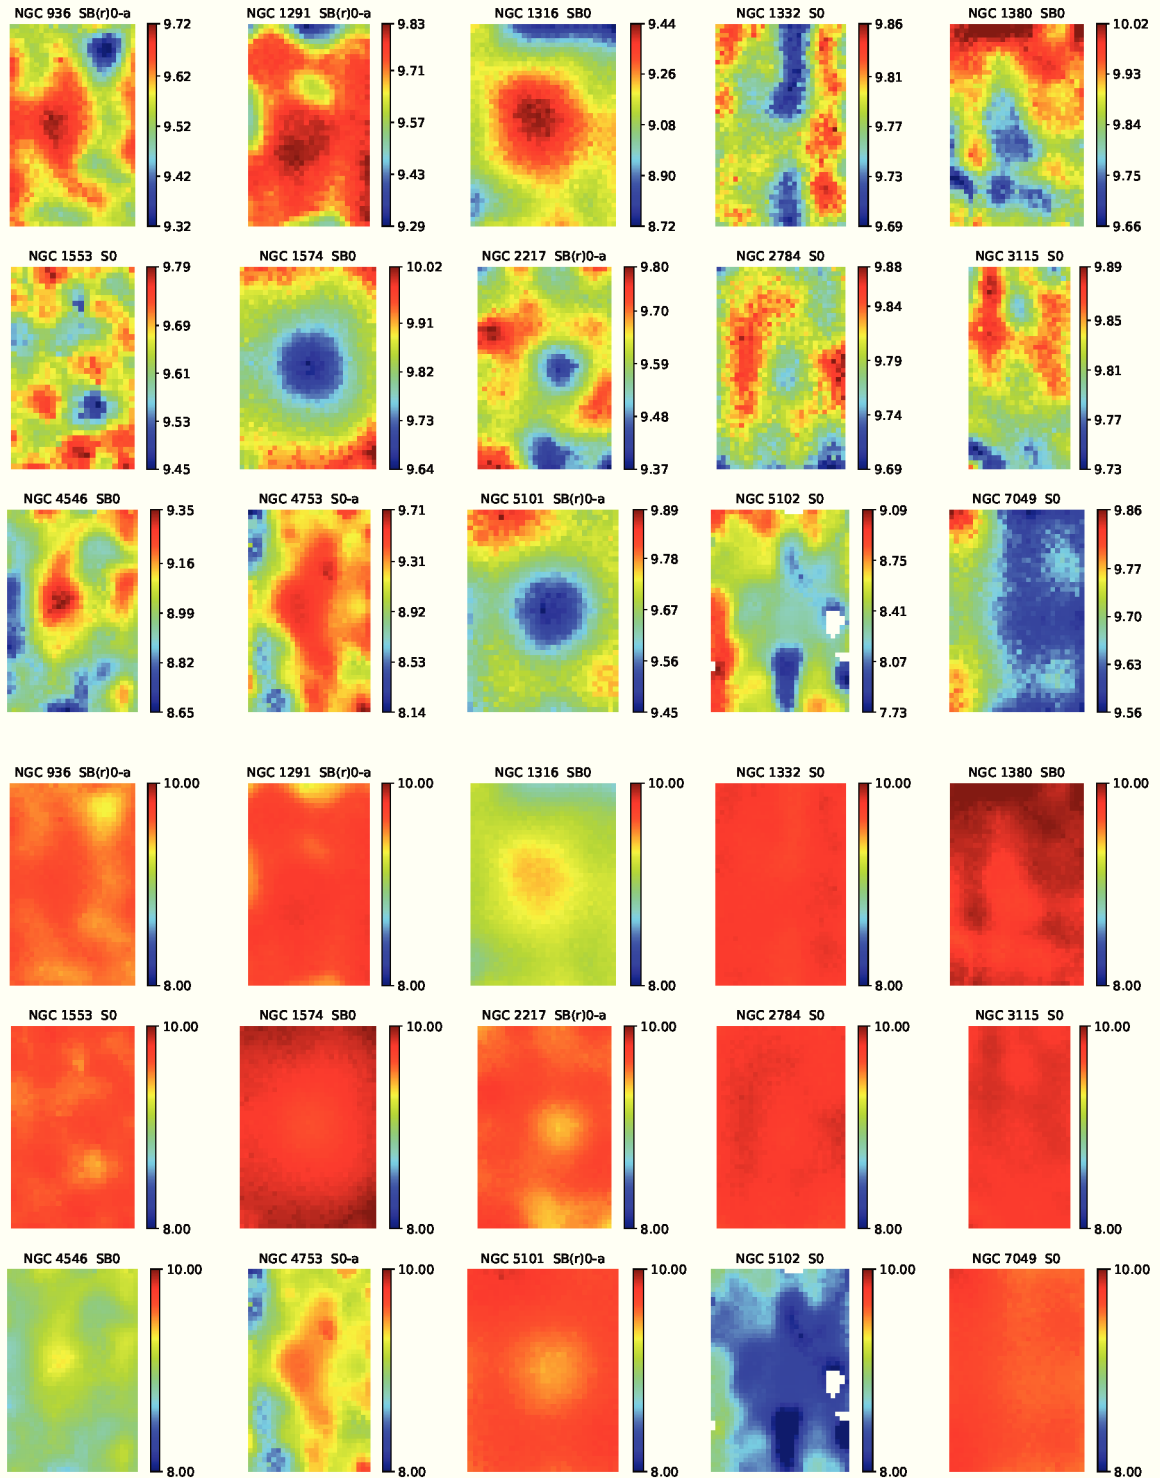 NGC 936 SB(r)0-a NGC 1291 SB(r)0-a NGC 1316 SB0 NGC 1332 S0 NGC 1380 SB0
9.72 9.83 9.44 9.86 10.02
9.62 9.71 9.26 9.81 9.93
9.52 9.57 9.08 9.77 9.84
9.42 9.43 8.90 9.73 9.75
9.32 9.29 8.72 9.69 9.66
NGC 1553 S0 NGC 1574 SB0 NGC 2217 SB(r)0-a NGC 2784 S0 NGC 3115 S0
9.79 10.02 9.80 9.88 9.89
9.69 9.91 9.70 9.84 9.85
9.61 9.82 9.59 9.79 9.81
9.53 9.73 9.48 9.74 9.77
9.45 9.64 9.37 9.69 9.73
NGC 4546 SB0 NGC 4753 S0-a NGC 5101 SB(r)0-a NGC 5102 S0 NGC 7049 S0
9.35 9.71 9.89 9.09 9.86
9.16 9.31 9.78 8.75 9.77
8.99 8.92 9.67 8.41 9.70
8.82 8.53 9.56 8.07 9.63
8.65 8.14 9.45 7.73 9.56
NGC 936 SB(r)0-a NGC 1291 SB(r)0-a NGC 1316 SB0 NGC 1332 S0 NGC 1380 SB0
10.00 10.00 10.00 10.00 10.00
8.00 8.00 8.00 8.00 8.00
NGC 1553 S0 NGC 1574 SB0 NGC 2217 SB(r)0-a NGC 2784 S0 NGC 3115 S0
10.00 10.00 10.00 10.00 10.00
8.00 8.00 8.00 8.00 8.00
NGC 4546 SB0 NGC 4753 S0-a NGC 5101 SB(r)0-a NGC 5102 S0 NGC 7049 S0
10.00 10.00 10.00 10.00 10.00
8.00 8.00 8.00 8.00 8.00